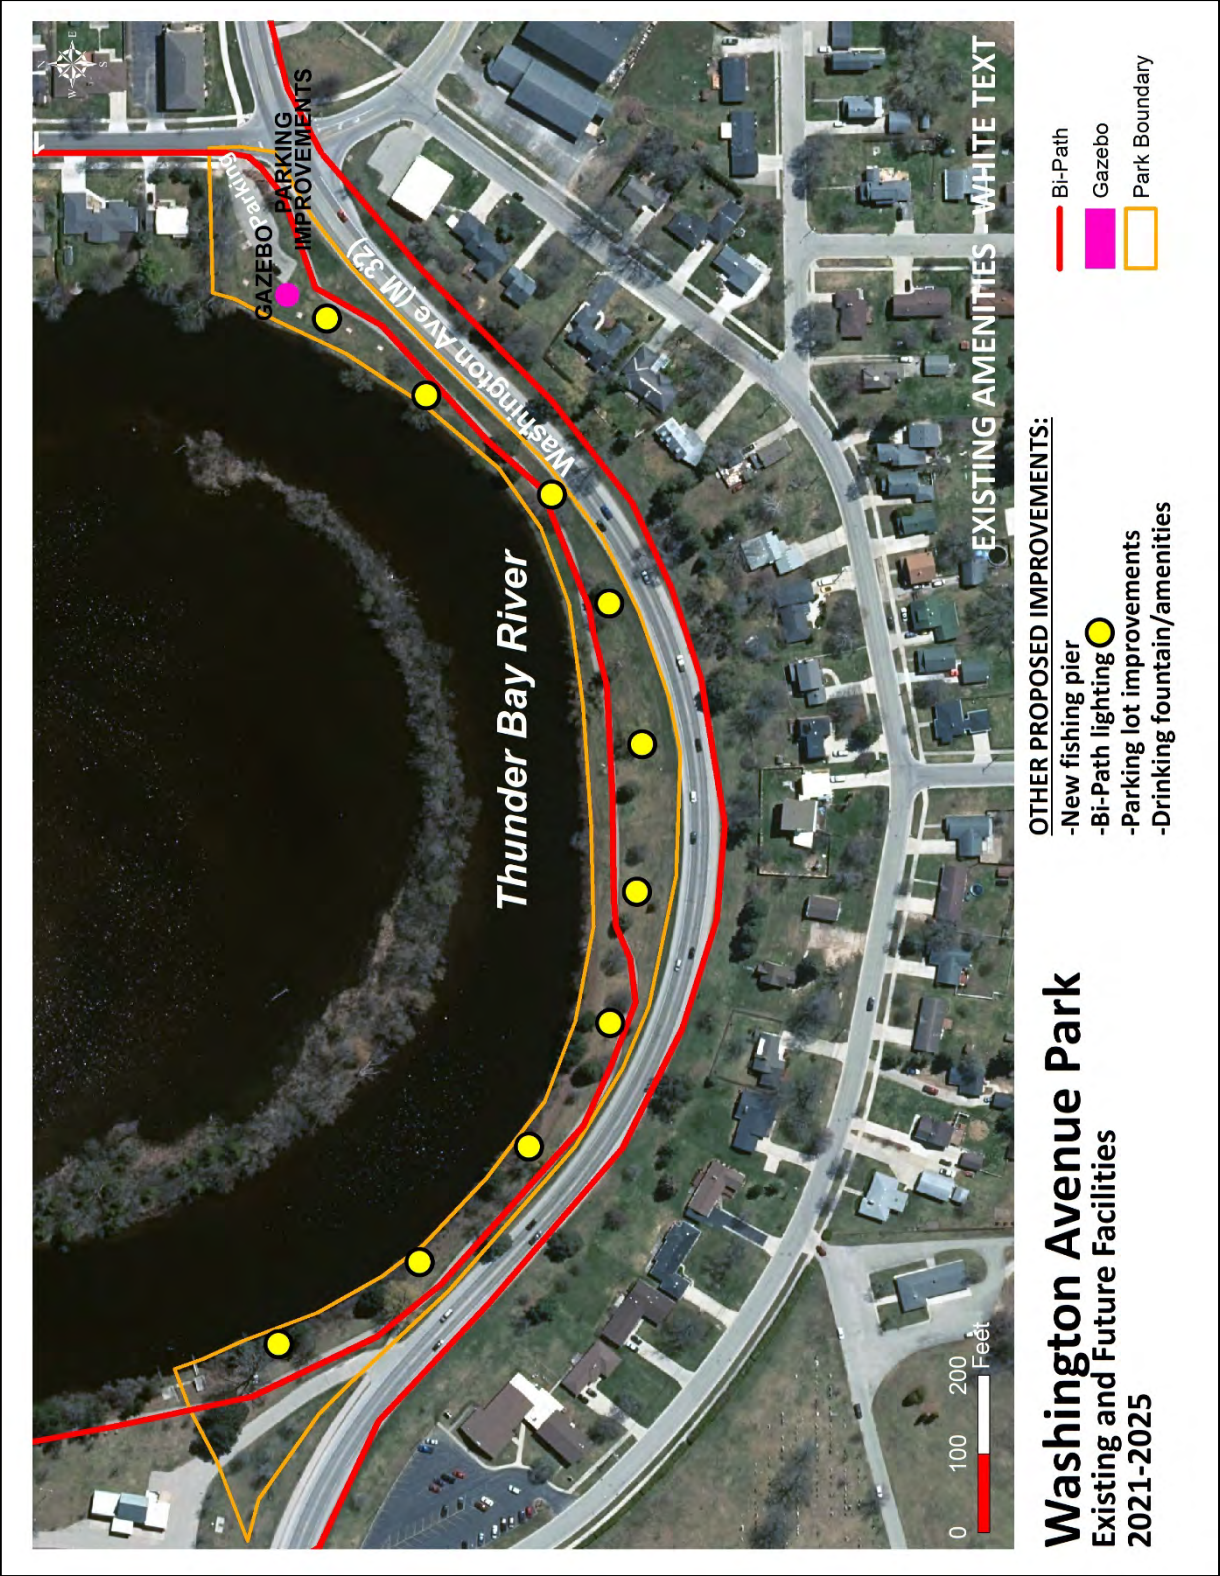 N
W E
S
PARKING
IMPROVEMENTS
Parking
GAZEBO
Washington Ave (M 32)
Thunder Bay River
EXISTING AMENITIES - WHITE TEXT
0 100 200
Feet
Washington Avenue Park
Existing and Future Facilities
2021-2025
OTHER PROPOSED IMPROVEMENTS:
-New fishing pier
-Bi-Path lighting
-Parking lot improvements
-Drinking fountain/amenities
Bi-Path
Gazebo
Park Boundary